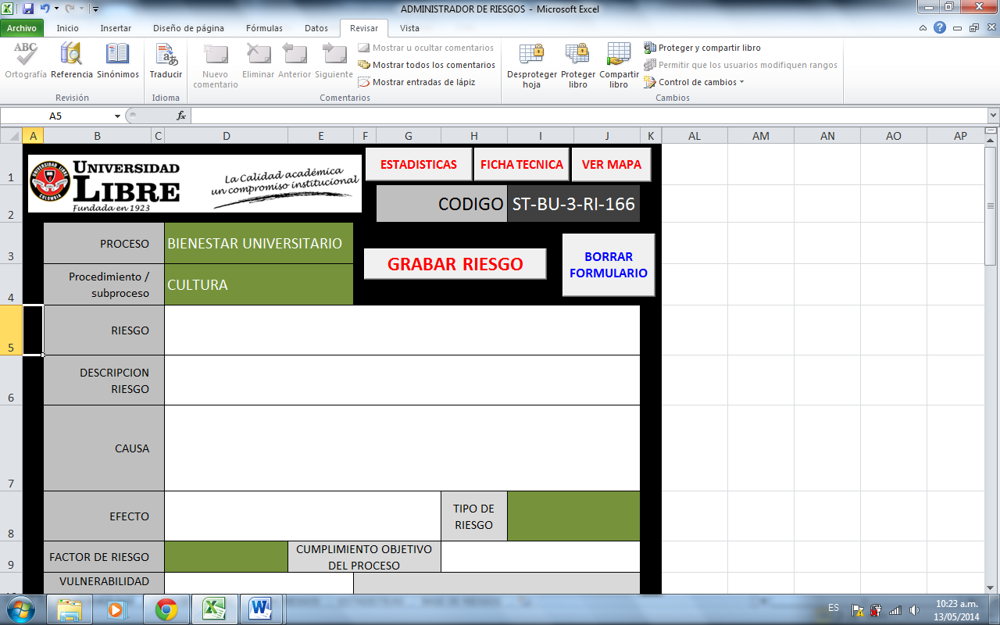 ADMINISTRADOR DE RIESGOS - Microsoft Excel
Archivo Inicio Insertar Diseño de página Fórmulas Datos Revisar Vista
ABC Ortografía Referencia Sinónimos
Revisión
Traducir
Idioma
Nuevo comentario Eliminar Anterior Siguiente
Mostrar u ocultar comentarios
Mostrar todos los comentarios
Mostrar entradas de lápiz
Comentarios
Desproteger hoja Proteger libro Compartir libro
Proteger y compartir libro
Permitir que los usuarios modifiquen rangos
Control de cambios
Cambios
A5 fx
A B C D E F G H I J K AL AM AN AO AP
1
UNIVERSIDAD
LIBRE
Fundada en 1923
COLOMBIA
La Calidad académica
un compromiso institucional
ESTADISTICAS FICHA TECNICA VER MAPA
2
CODIGO ST-BU-3-RI-166
3
PROCESO BIENESTAR UNIVERSITARIO
GRABAR RIESGO
BORRAR
FORMULARIO
4
Procedimiento /
subproceso
CULTURA
5
RIESGO
6
DESCRIPCION
RIESGO
7
CAUSA
8
EFECTO
TIPO DE
RIESGO
9
FACTOR DE RIESGO
CUMPLIMIENTO OBJETIVO
DEL PROCESO
VULNERABILIDAD
ES
10:23 a.m.
13/05/2014